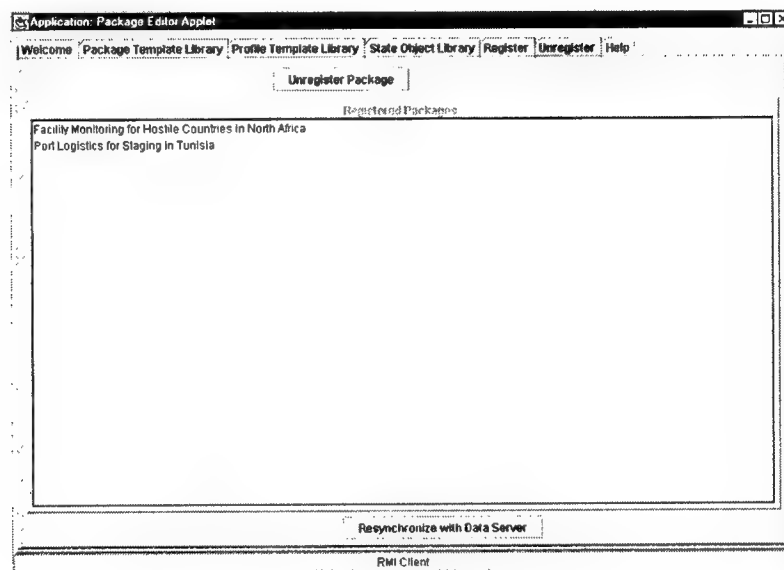 Application: Package Editor Applet
Welcome Package Template Library Profile Template Library State Object Library Register Unregister Help
Unregister Package
Registered Packages
Facility Monitoring for Hostile Countries in North Africa
Port Logistics for Staging in Tunisia
Resynchronize with Data Server
RMI Client